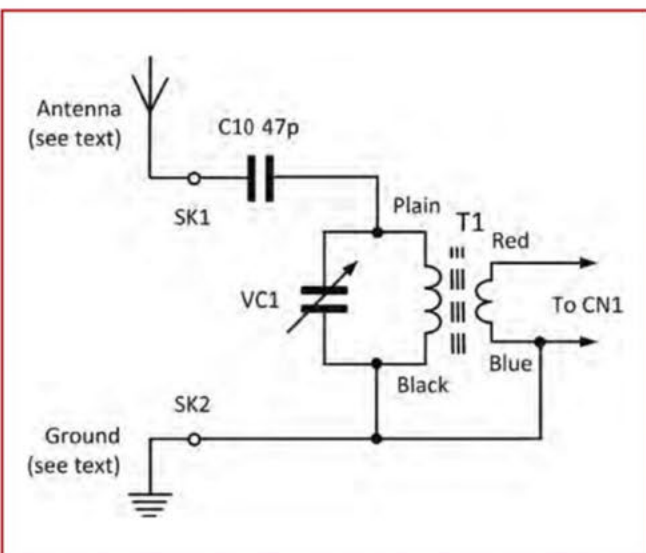 Antenna
(see text)
C10 47p
SK1
Plain
T1
Red
VC1
To CN1
Blue
Black
SK2
Ground
(see text)